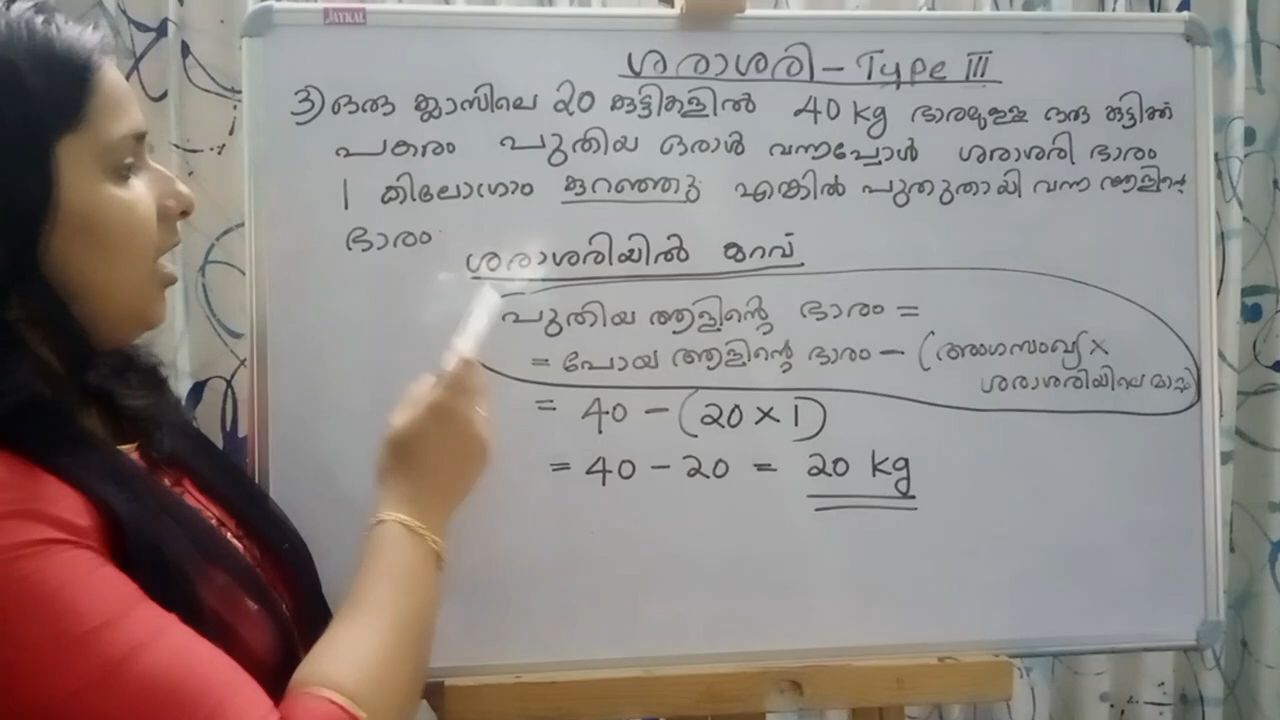 JAYKAL
ശരാശരി - Type III
3) ഒരു ക്ലാസിലെ 20 കുട്ടികളിൽ 40 kg ഭാരമുള്ള ഒരു കുട്ടിക്ക്
പകരം പുതിയ ഒരാൾ വന്നപ്പോൾ ശരാശരി ഭാരം
1 കിലോഗ്രാം കുറഞ്ഞു എങ്കിൽ പുതുതായി വന്ന ആളിന്റെ
ഭാരം
ശരാശരിയിൽ കുറവ്
പുതിയ ആളിന്റെ ഭാരം =
= പോയ ആളിന്റെ ഭാരം - (അംഗസംഖ്യ ×
ശരാശരിയിലെ മാറ്റം
= 40 - (20 × 1)
= 40 - 20 = 20 kg